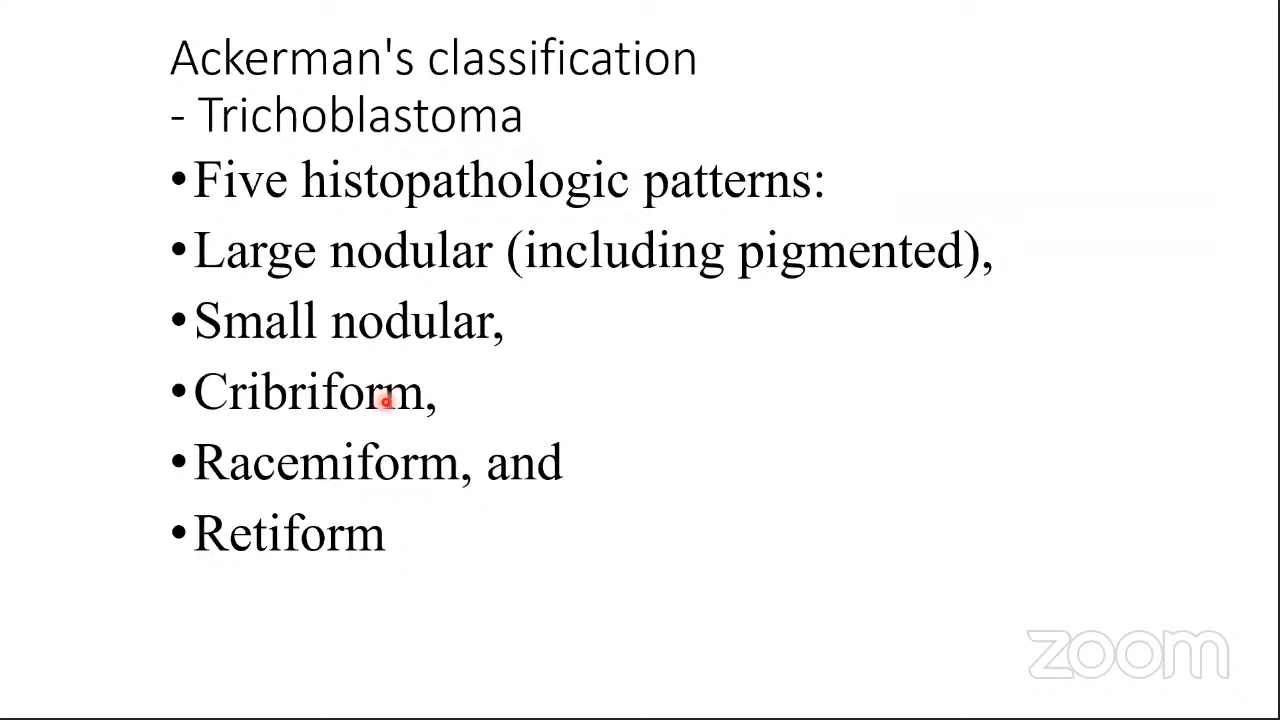 Ackerman's classification
- Trichoblastoma
•Five histopathologic patterns:
•Large nodular (including pigmented),
•Small nodular,
•Cribriform,
•Racemiform, and
•Retiform
zoom